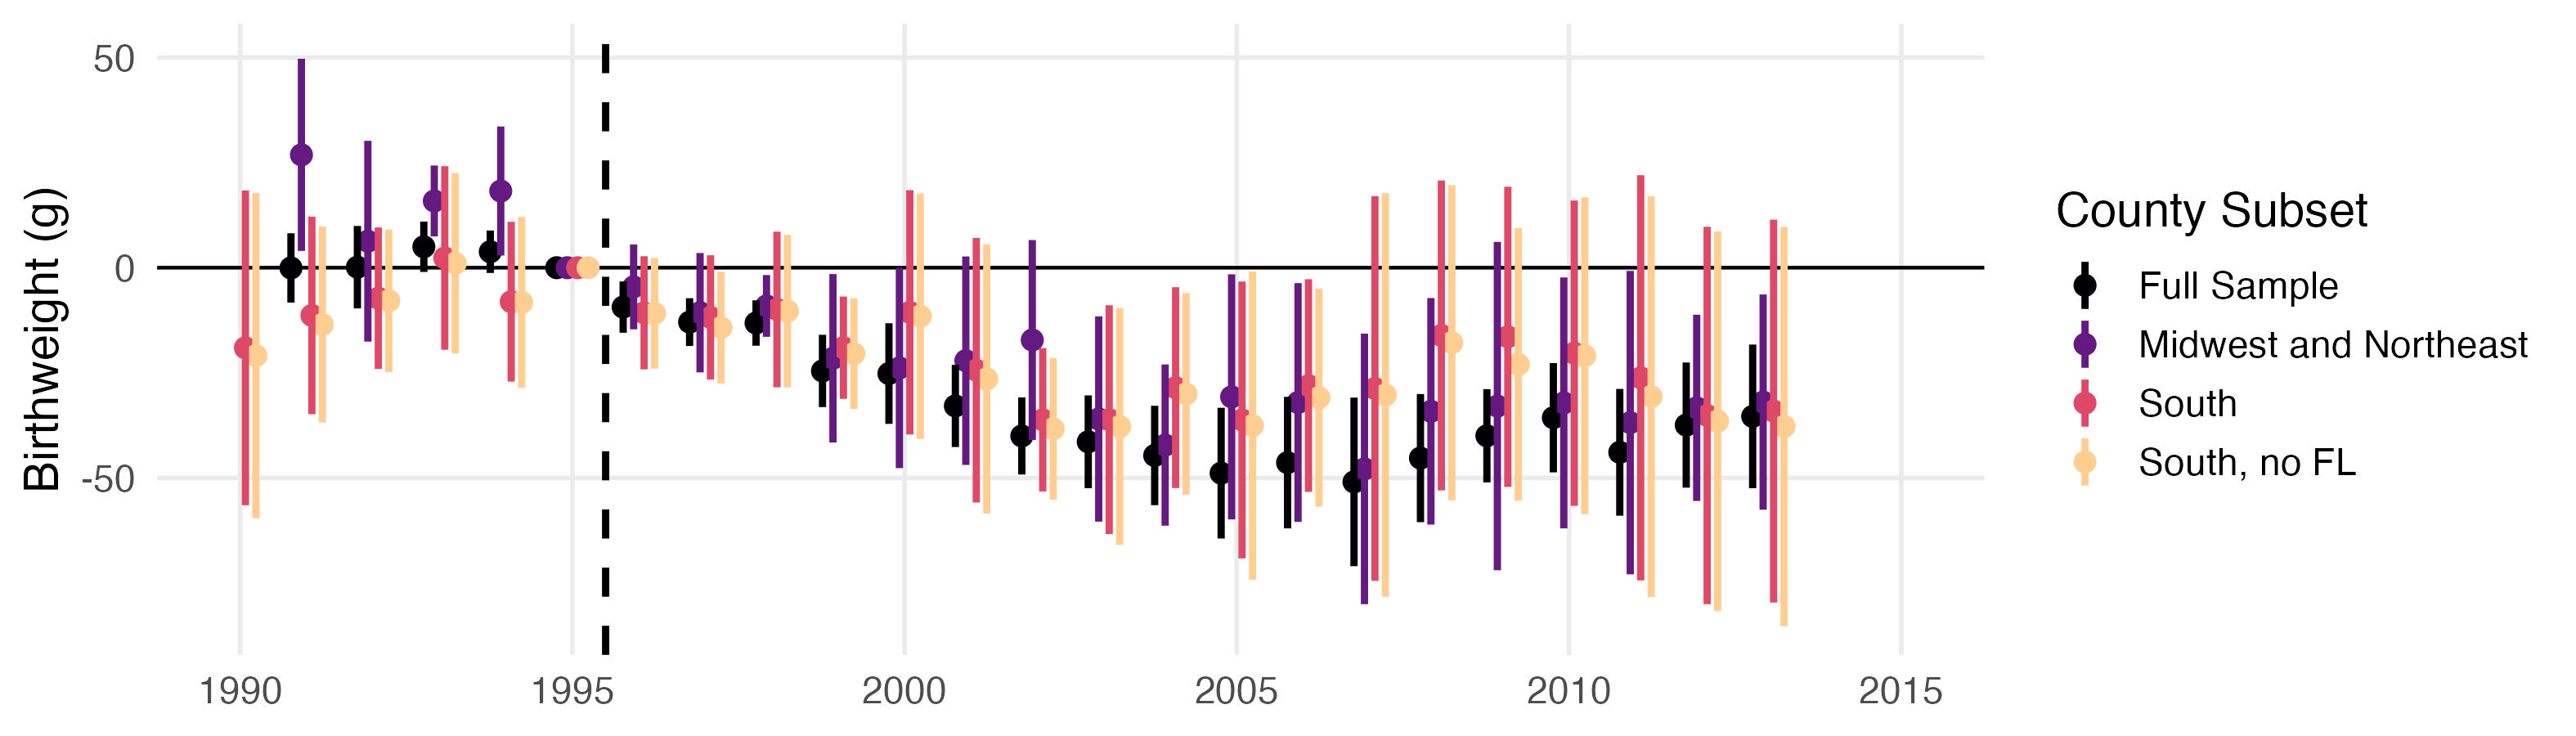 Birthweight (g)
50
0
-50
1990
1995
2000
2005
2010
2015
County Subset
Full Sample
Midwest and Northeast
South
South, no FL